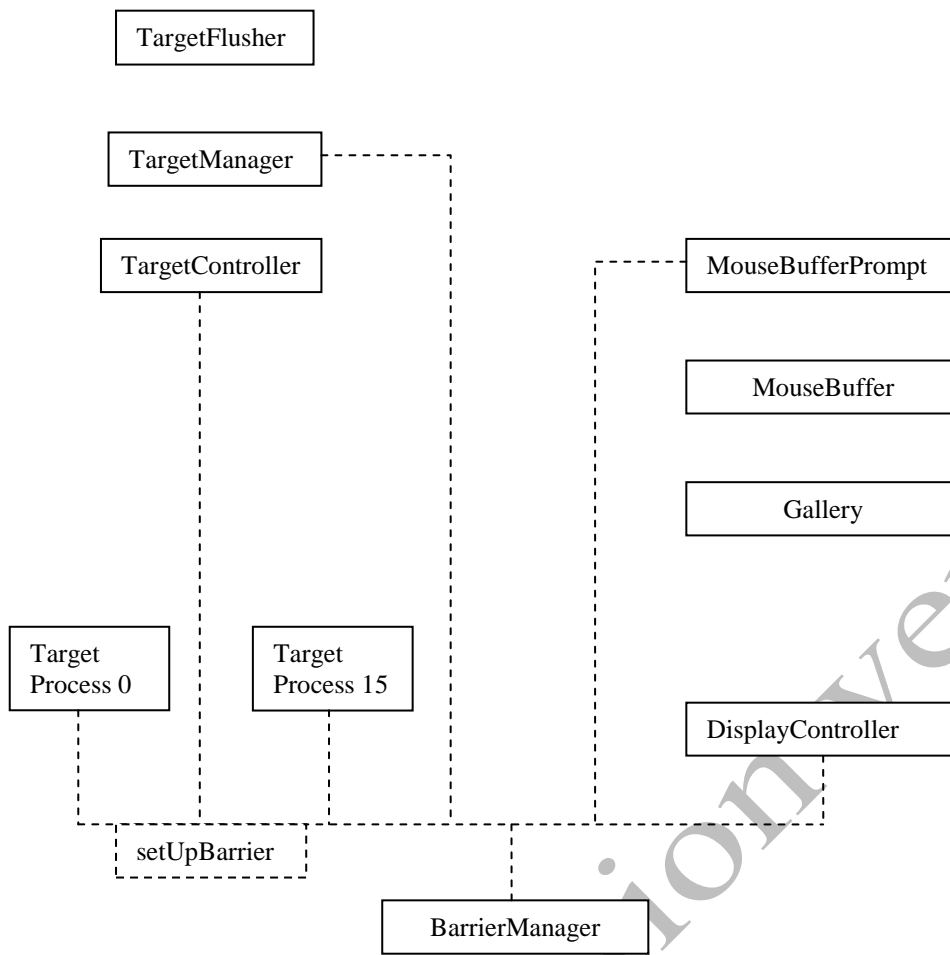 TargetFlusher
TargetManager
TargetController
MouseBufferPrompt
MouseBuffer
Gallery
Target
Process 0
Target
Process 15
DisplayController
setUpBarrier
BarrierManager